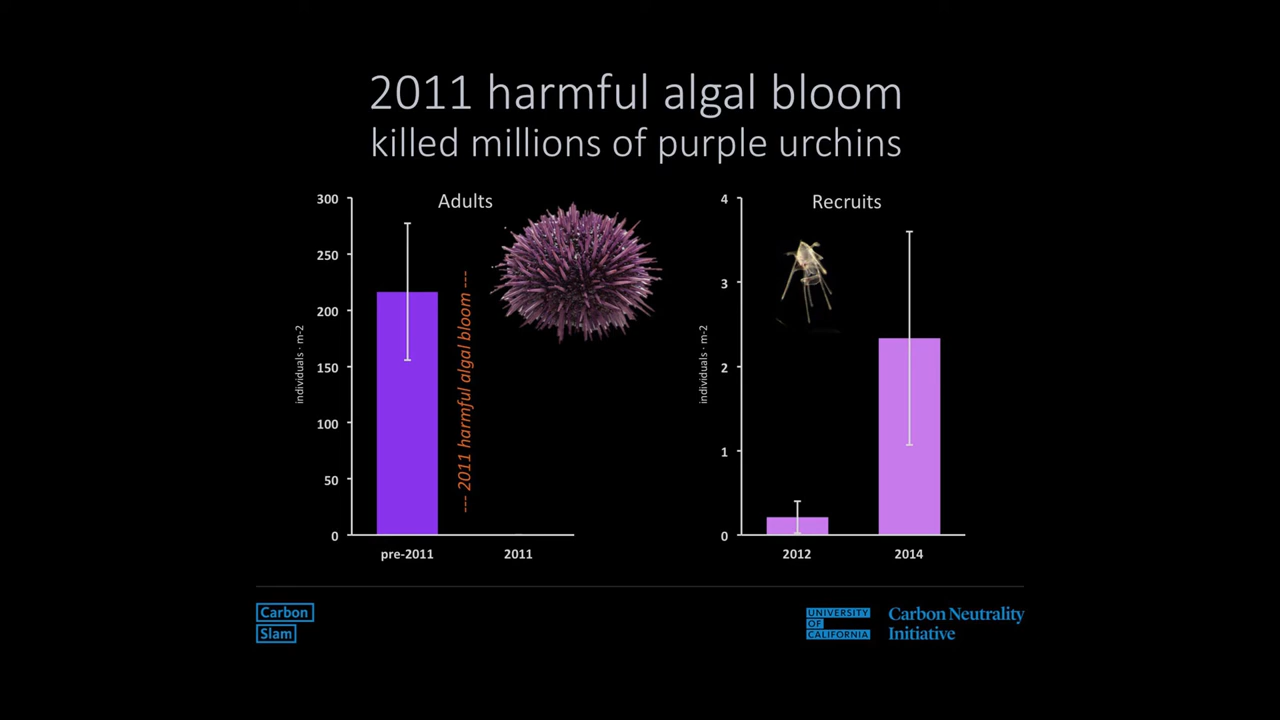 2011 harmful algal bloom
killed millions of purple urchins
Adults
300
250
200
150
100
50
0
individuals · m-2
--- 2011 harmful algal bloom ---
pre-2011
2011
Recruits
4
3
2
1
0
individuals · m-2
2012
2014
Carbon
Slam
UNIVERSITY
OF
CALIFORNIA
Carbon Neutrality
Initiative